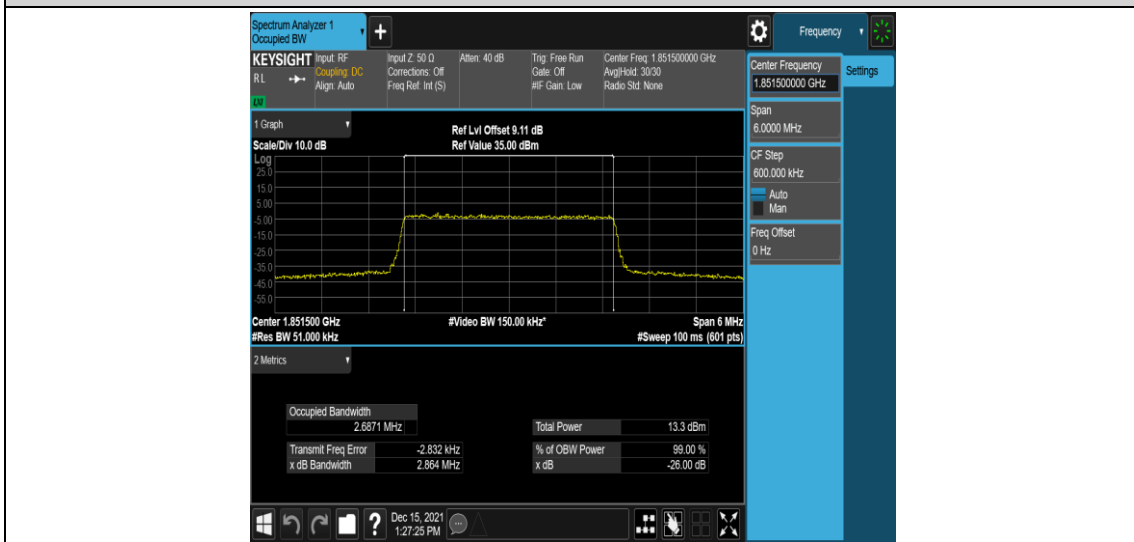 Spectrum Analyzer 1
Occupied BW
+
Frequency
KEYSIGHT
RL
LXI
Input: RF
Coupling: DC
Align: Auto
Input Z: 50 Ω
Corrections: Off
Freq Ref: Int (S)
Atten: 40 dB
Trig: Free Run
Gate: Off
#IF Gain: Low
Center Freq: 1.851500000 GHz
Avg|Hold: 30/30
Radio Std: None
Center Frequency
1.851500000 GHz
Settings
Span
6.0000 MHz
CF Step
600.000 kHz
Auto
Man
Freq Offset
0 Hz
1 Graph
Scale/Div 10.0 dB
Ref Lvl Offset 9.11 dB
Ref Value 35.00 dBm
Log
25.0
15.0
5.00
-5.00
-15.0
-25.0
-35.0
-45.0
-55.0
Center 1.851500 GHz
#Video BW 150.00 kHz*
Span 6 MHz
#Res BW 51.000 kHz
#Sweep 100 ms (601 pts)
2 Metrics
Occupied Bandwidth
2.6871 MHz
Total Power 13.3 dBm
Transmit Freq Error -2.832 kHz
% of OBW Power 99.00 %
x dB Bandwidth 2.864 MHz
x dB -26.00 dB
?
Dec 15, 2021
1:27:25 PM